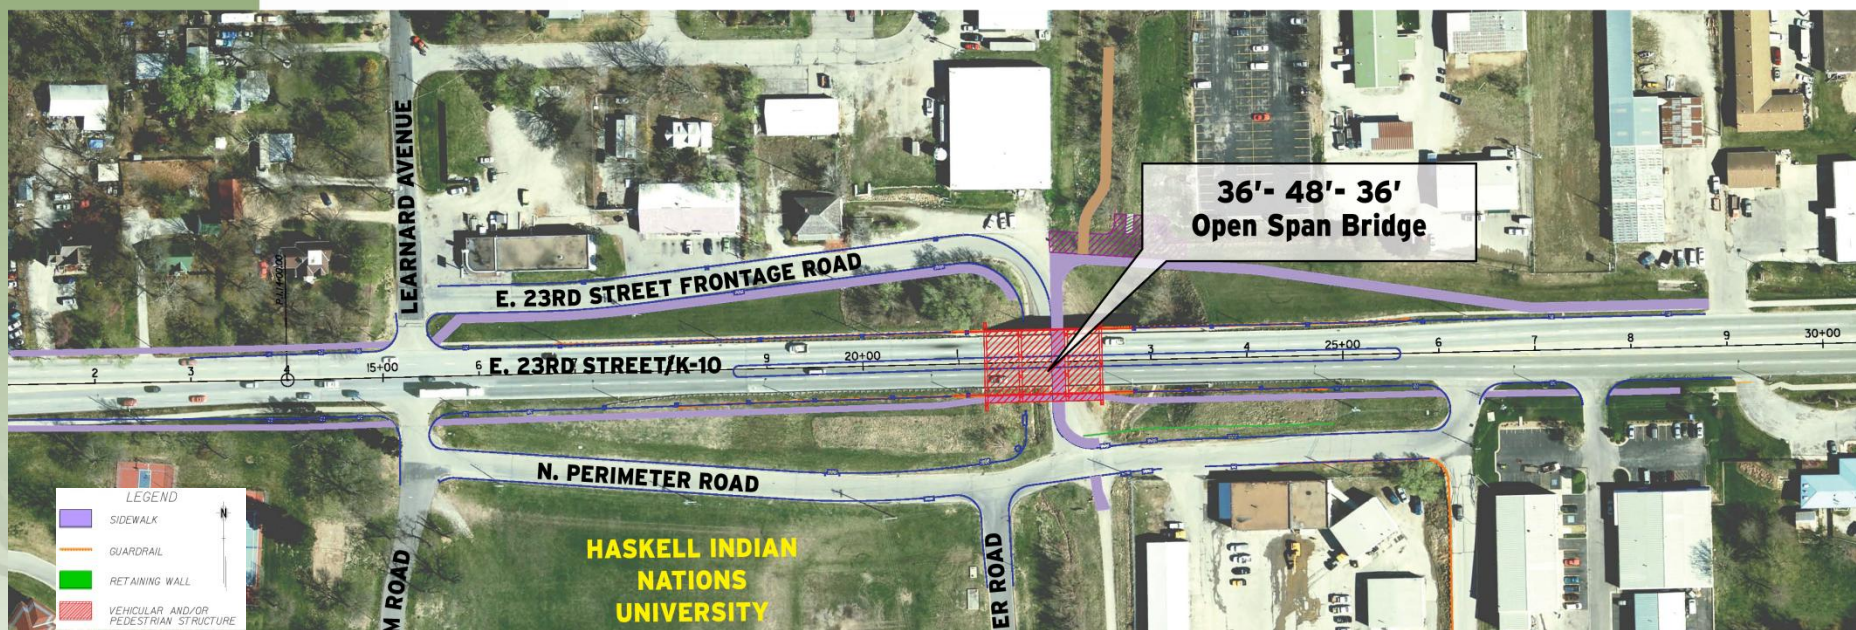 LEARNARD AVENUE
36'- 48'- 36'
Open Span Bridge
E. 23RD STREET FRONTAGE ROAD
E. 23RD STREET/K-10
2
3
4
15+00
6
9
20+00
3
4
25+00
6
7
8
9
30+00
N. PERIMETER ROAD
HASKELL INDIAN
NATIONS
UNIVERSITY
M ROAD
ER ROAD
LEGEND
N
SIDEWALK
GUARDRAIL
RETAINING WALL
VEHICULAR AND/OR
PEDESTRIAN STRUCTURE